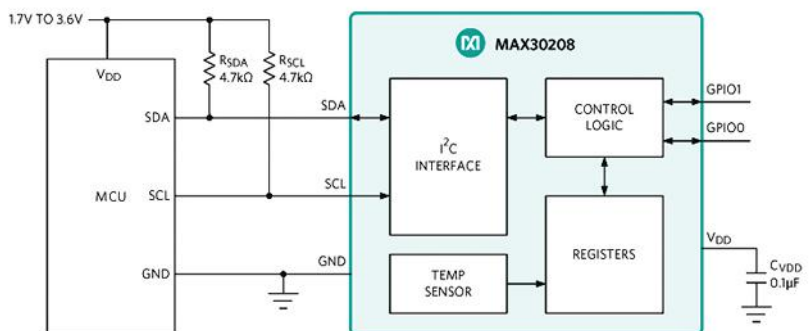 1.7V TO 3.6V
VDD
RSDA
4.7kΩ
RSCL
4.7kΩ
SDA
SCL
MCU
GND
SDA
SCL
GND
MAX30208
I²C
INTERFACE
CONTROL
LOGIC
TEMP
SENSOR
REGISTERS
GPIO1
GPIO0
VDD
CVDD
0.1µF